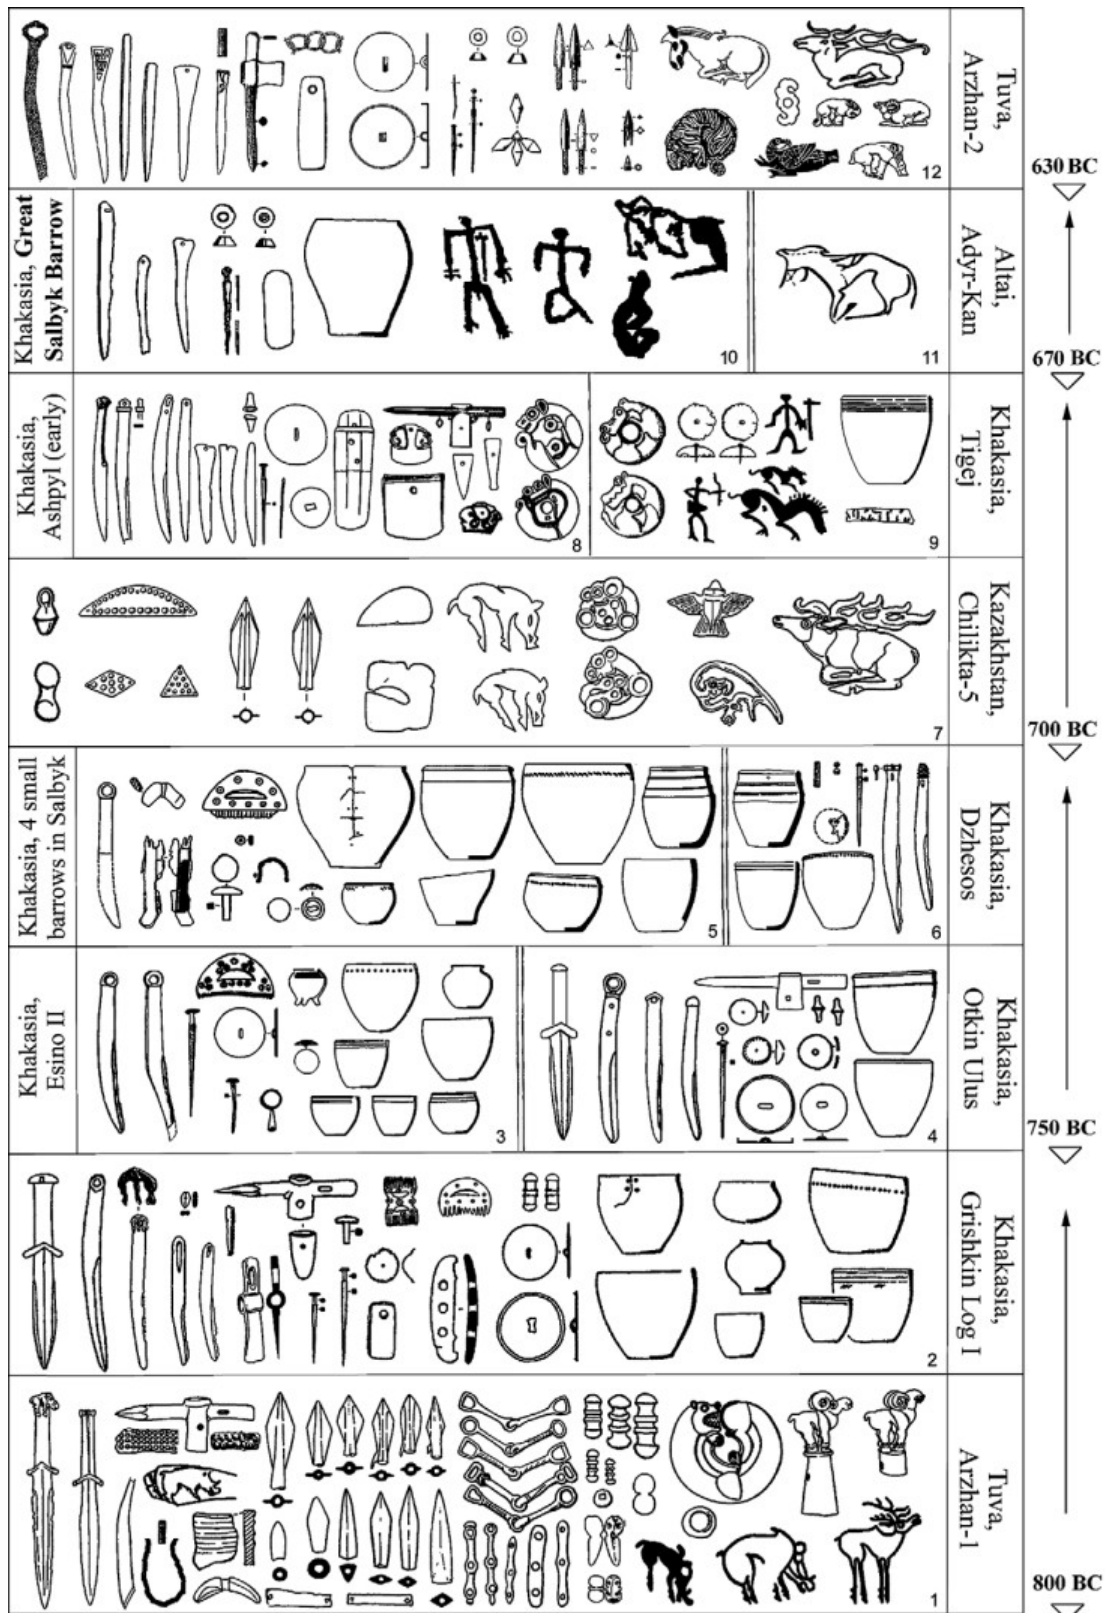 Tuva,
Arzhan-2
12
630 BC
Khakasia, Great
Salbyk Barrow
10
11
Altai,
Adyr-Kan
670 BC
Khakasia,
Ashpyl (early)
8
9
Khakasia,
Tigej
7
Kazakhstan,
Chilikta-5
700 BC
Khakasia, 4 small
barrows in Salbyk
5
6
Khakasia,
Dzhesos
Khakasia,
Esino II
3
4
Khakasia,
Otkin Ulus
750 BC
2
Khakasia,
Grishkin Log I
1
Tuva,
Arzhan-1
800 BC